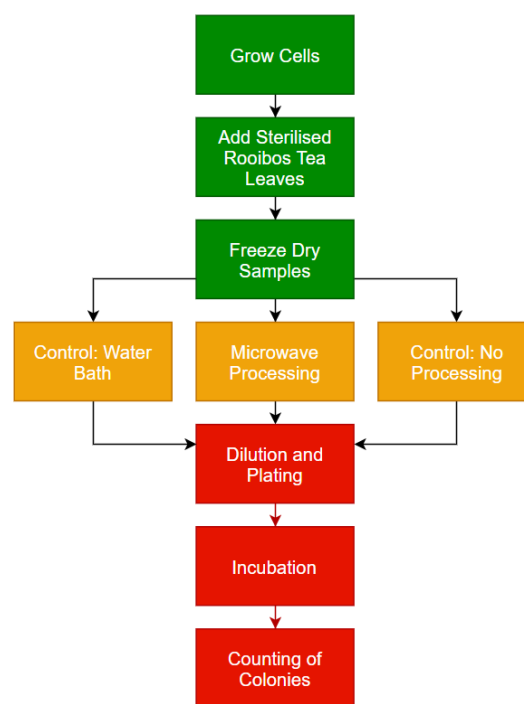 Grow Cells
Add Sterilised
Rooibos Tea
Leaves
Freeze Dry
Samples
Control: Water
Bath
Microwave
Processing
Control: No
Processing
Dilution and
Plating
Incubation
Counting of
Colonies